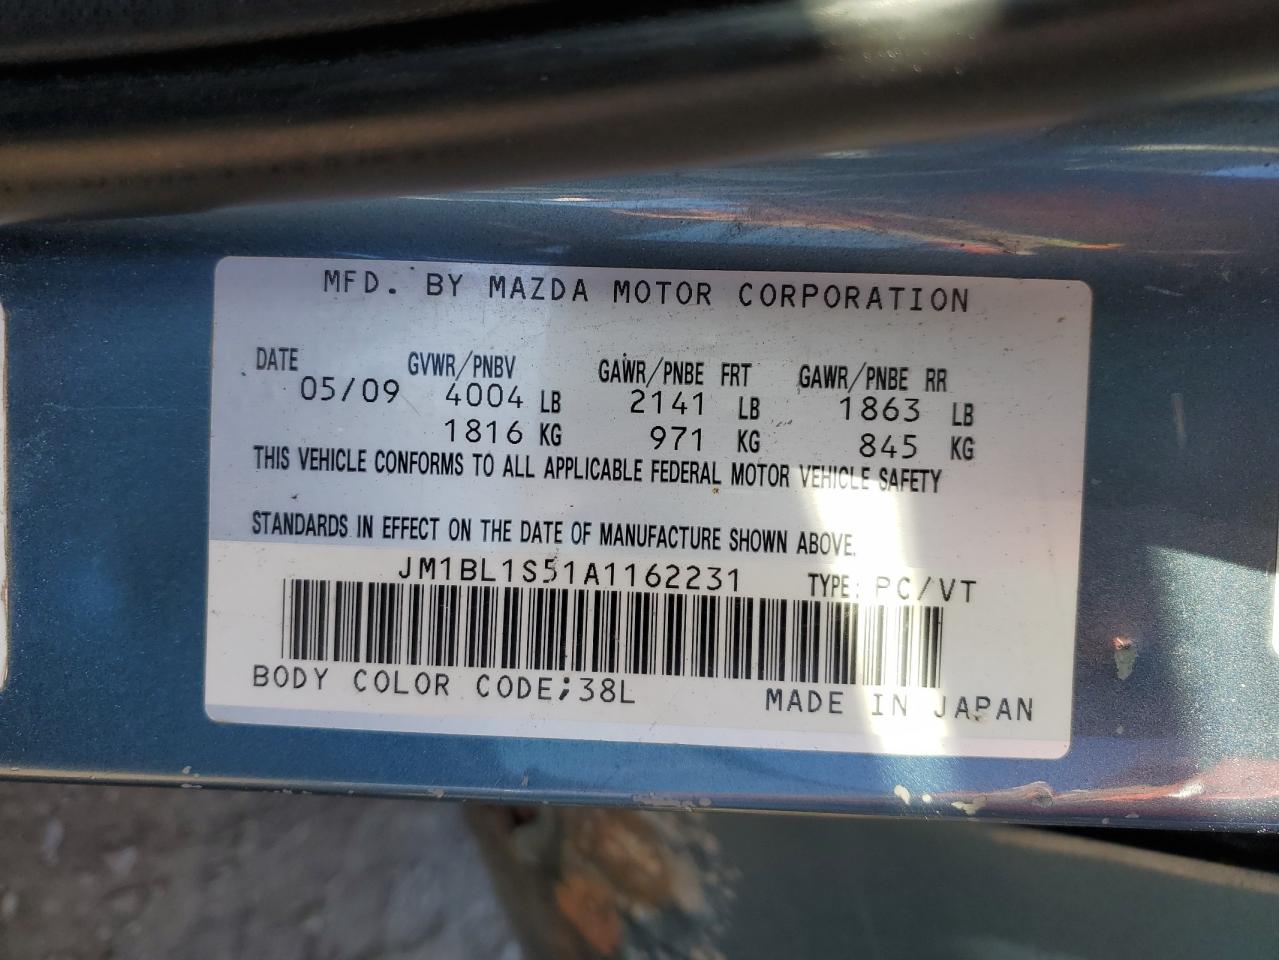 MFD. BY MAZDA MOTOR CORPORATION
DATE GVWR/PNBV GAWR/PNBE FRT GAWR/PNBE RR
05/09 4004 LB 2141 LB 1863 LB
1816 KG 971 KG 845 KG
THIS VEHICLE CONFORMS TO ALL APPLICABLE FEDERAL MOTOR VEHICLE SAFETY
STANDARDS IN EFFECT ON THE DATE OF MANUFACTURE SHOWN ABOVE.
JM1BL1S51A1162231 TYPE: PC/VT
BODY COLOR CODE;38L MADE IN JAPAN